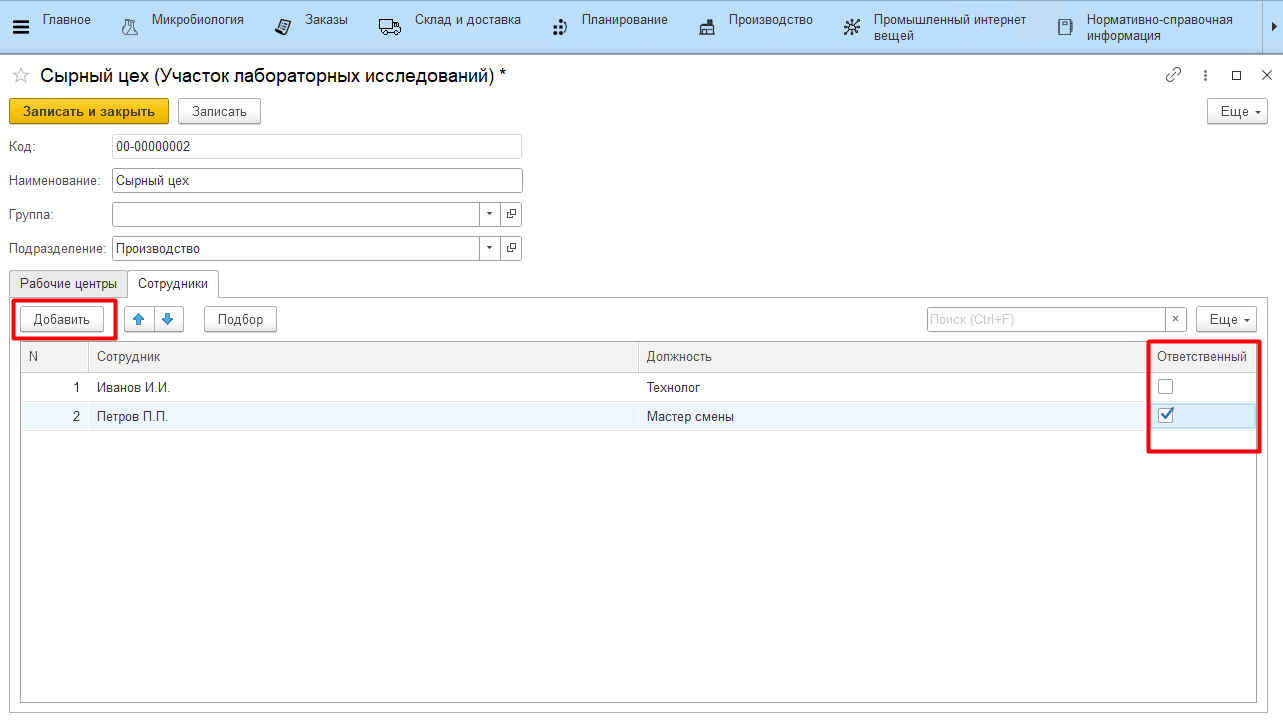 Главное
Микробиология
Заказы
Склад и доставка
Планирование
Производство
Промышленный интернет
вещей
Нормативно-справочная
информация
Сырный цех (Участок лабораторных исследований) *
Записать и закрыть
Записать
Еще
Код:
00-00000002
Наименование:
Сырный цех
Группа:
Подразделение:
Производство
Рабочие центры
Сотрудники
Добавить
Подбор
Поиск (Ctrl+F)
×
Еще
N
Сотрудник
Должность
Ответственный
1
Иванов И.И.
Технолог
2
Петров П.П.
Мастер смены